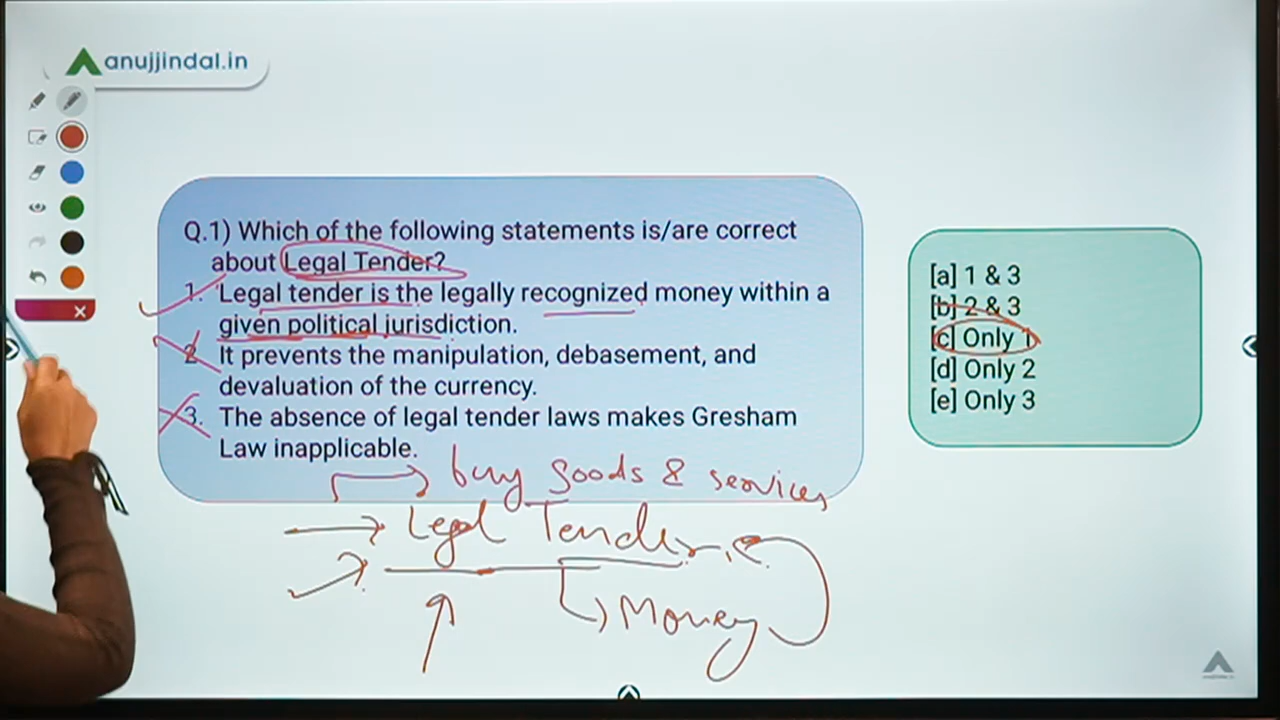 anujjindal.in
Q.1) Which of the following statements is/are correct
about Legal Tender?
1. Legal tender is the legally recognized money within a
given political jurisdiction.
2. It prevents the manipulation, debasement, and
devaluation of the currency.
3. The absence of legal tender laws makes Gresham
Law inapplicable.
[a] 1 & 3
[b] 2 & 3
[c] Only 1
[d] Only 2
[e] Only 3
buy goods & services
Legal Tender
Money